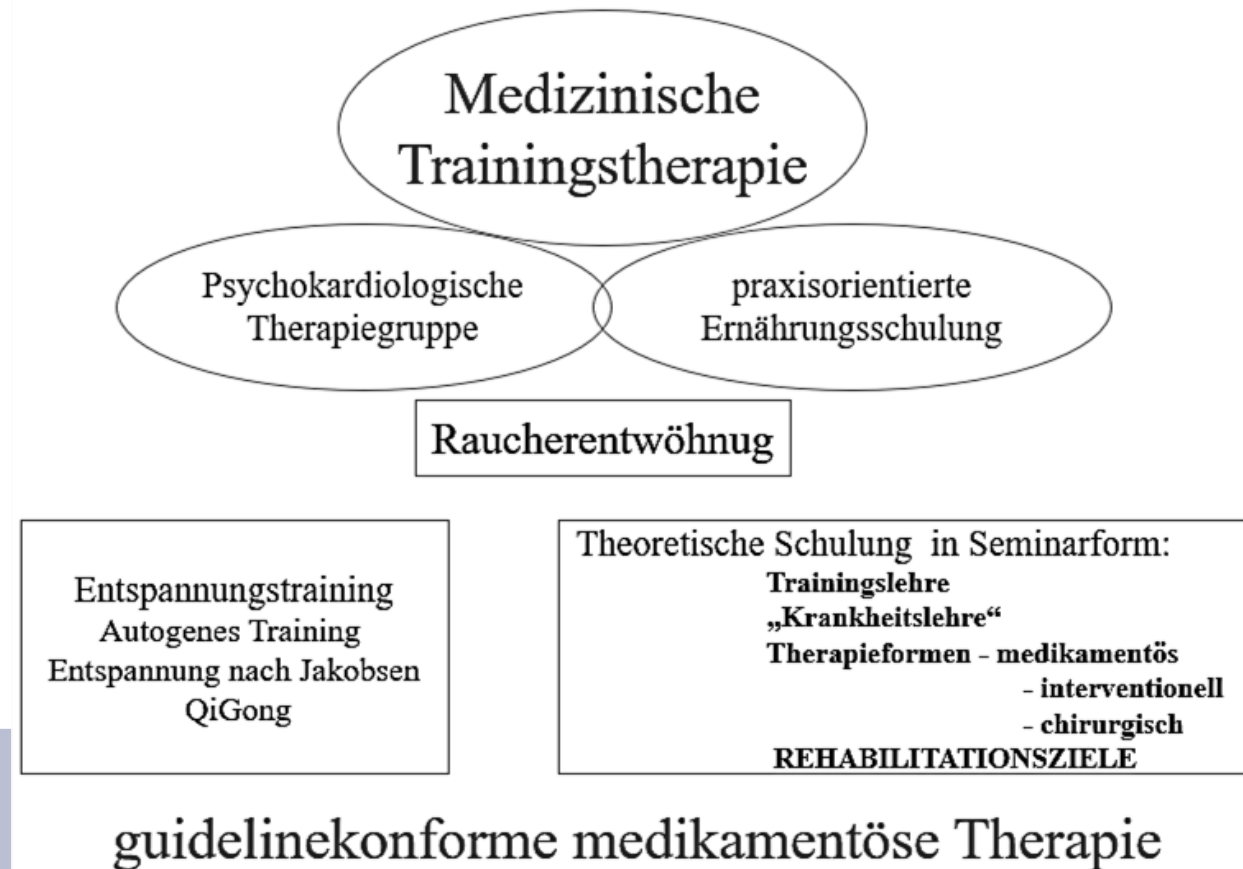 Medizinische
Trainingstherapie
Psychokardiologische
Therapiegruppe
praxisorientierte
Ernährungsschulung
Raucherentwöhnug
Entspannungstraining
Autogenes Training
Entspannung nach Jakobsen
QiGong
Theoretische Schulung in Seminarform:
Trainingslehre
„Krankheitslehre“
Therapieformen - medikamentös
- interventionell
- chirurgisch
REHABILITATIONSZIELE
guidelinekonforme medikamentöse Therapie